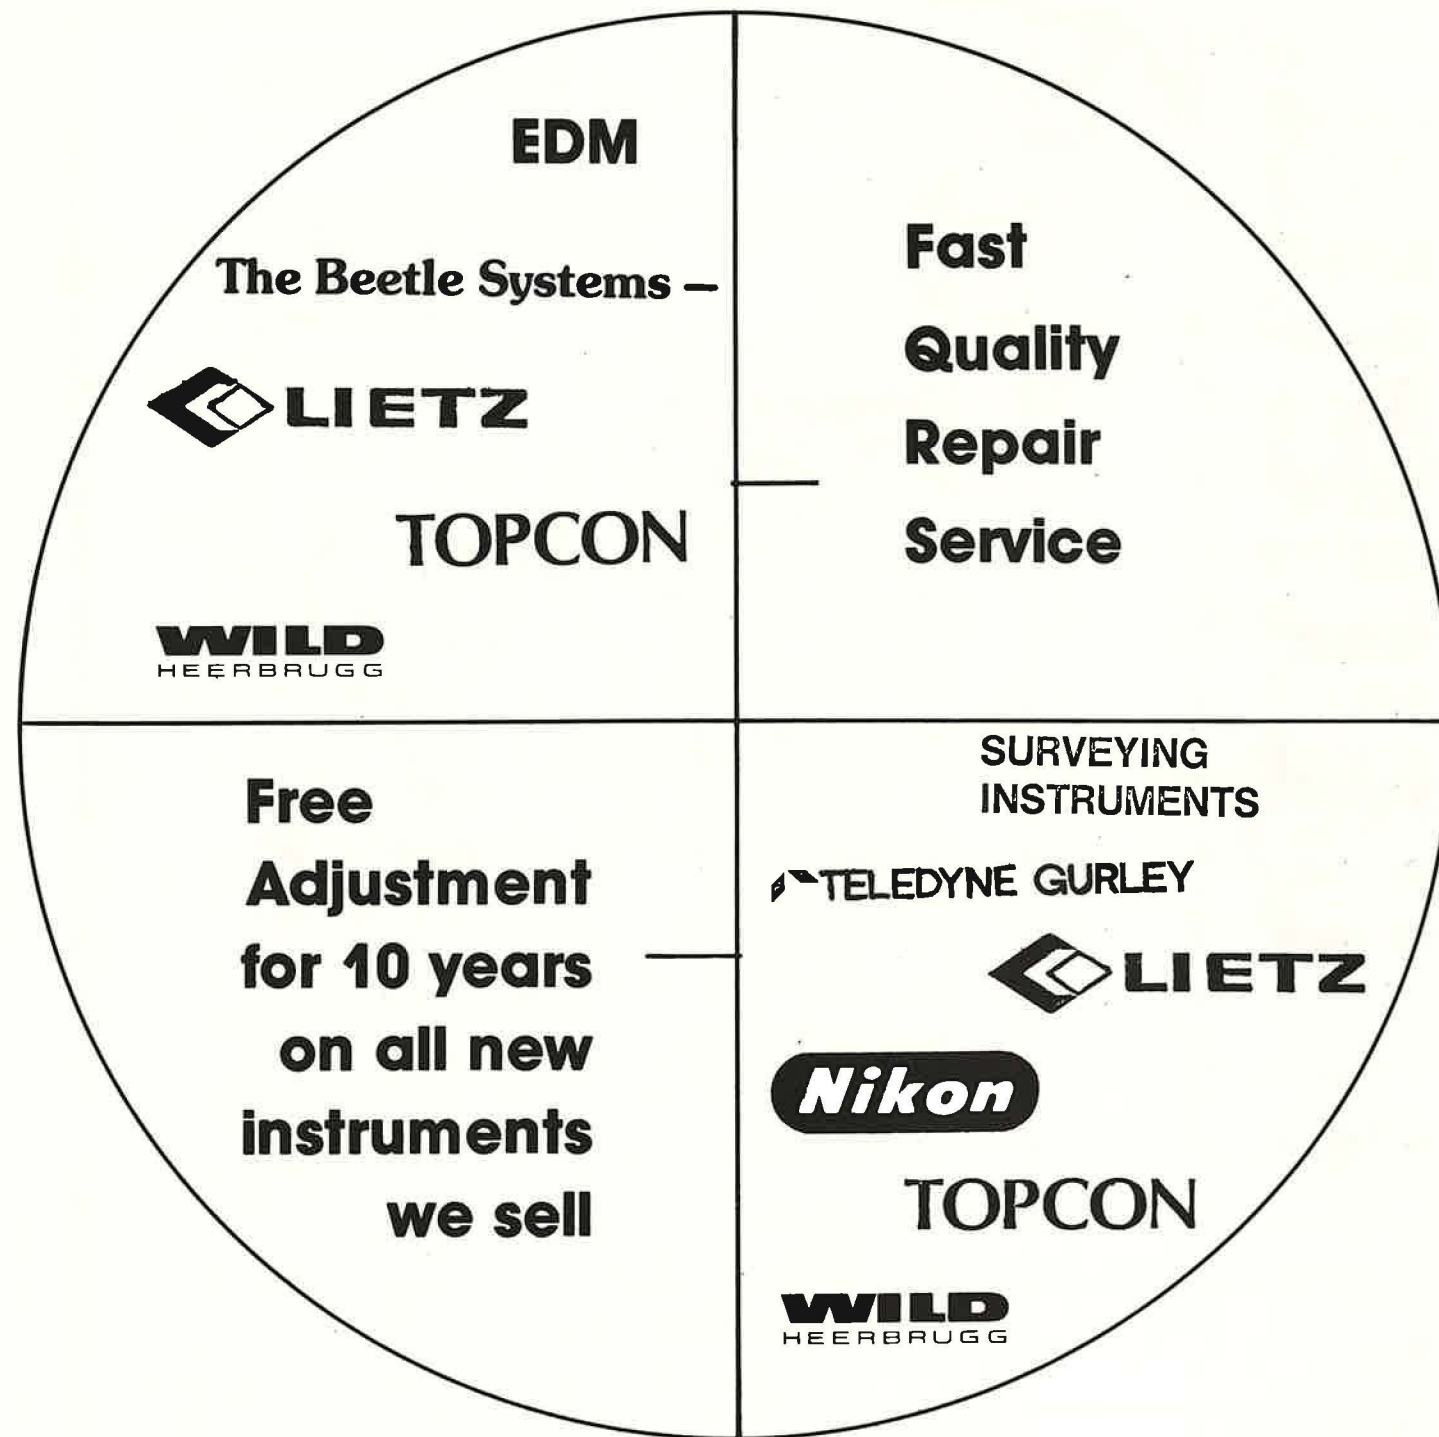 EDM
The Beetle Systems –
LIETZ
TOPCON
WILD
HEERBRUGG
Fast
Quality
Repair
Service
Free
Adjustment
for 10 years
on all new
instruments
we sell
SURVEYING
INSTRUMENTS
TELEDYNE GURLEY
LIETZ
Nikon
TOPCON
WILD
HEERBRUGG